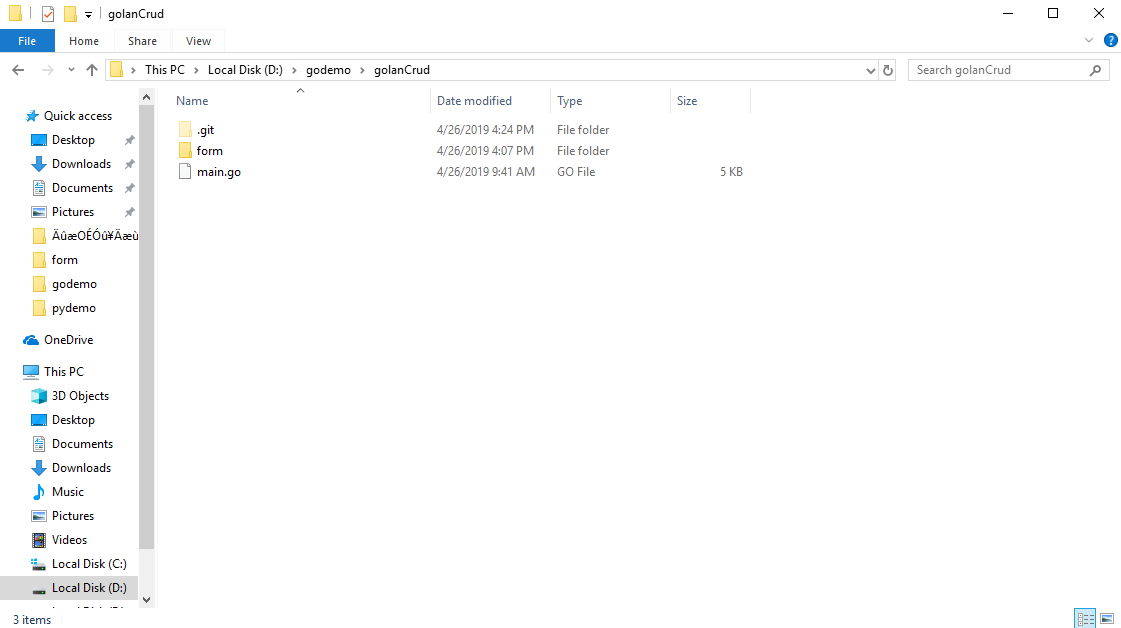 golanCrud
File Home Share View
This PC Local Disk (D:) godemo golanCrud Search golanCrud
Name Date modified Type Size
.git 4/26/2019 4:24 PM File folder
form 4/26/2019 4:07 PM File folder
main.go 4/26/2019 9:41 AM GO File 5 KB
Quick access
Desktop
Downloads
Documents
Pictures
form
godemo
pydemo
OneDrive
This PC
3D Objects
Desktop
Documents
Downloads
Music
Pictures
Videos
Local Disk (C:)
Local Disk (D:)
3 items